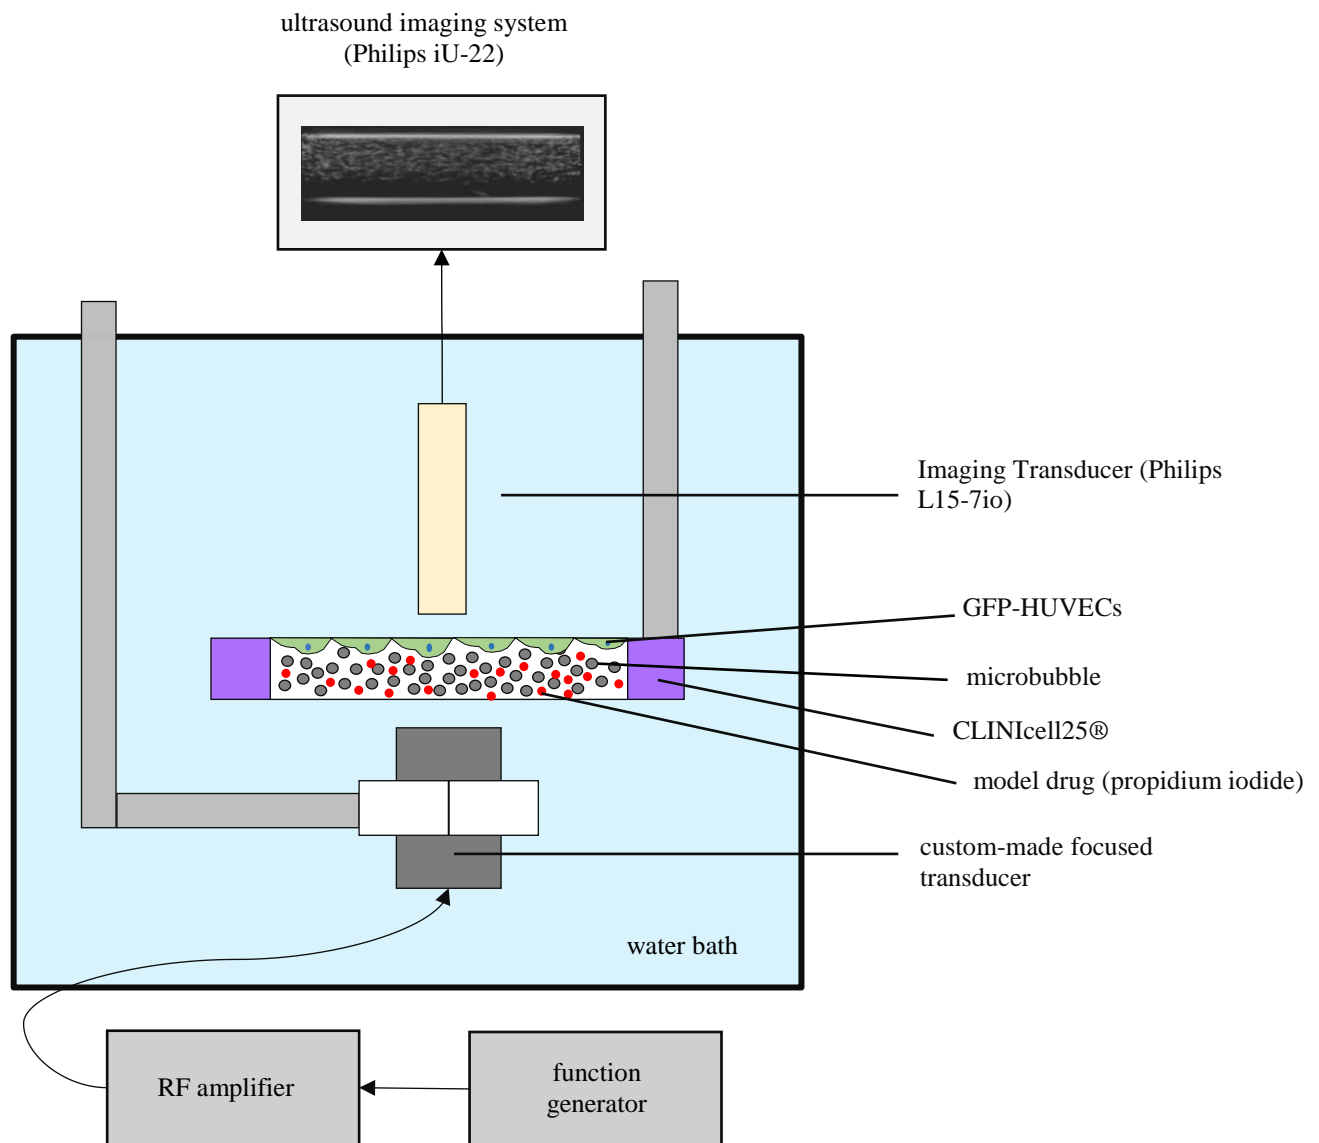 ultrasound imaging system
(Philips iU-22)
Imaging Transducer (Philips
L15-7io)
GFP-HUVECs
microbubble
CLINIcell25®
model drug (propidium iodide)
custom-made focused
transducer
water bath
RF amplifier
function
generator